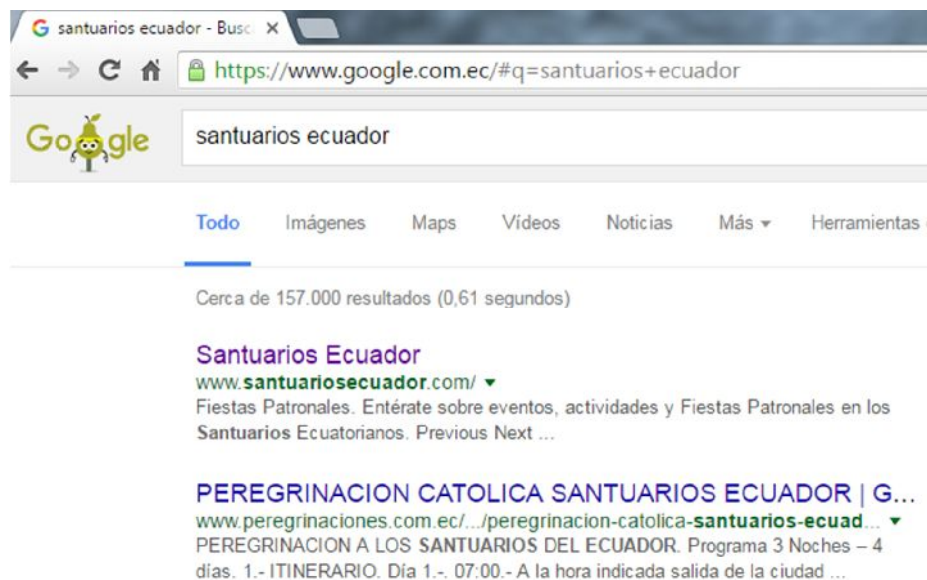 santuarios ecuador - Busc
https://www.google.com.ec/#q=santuarios+ecuador
Google
santuarios ecuador
Todo Imágenes Maps Vídeos Noticias Más Herramientas
Cerca de 157.000 resultados (0,61 segundos)
Santuarios Ecuador
www.santuariosecuador.com/
Fiestas Patronales. Entérate sobre eventos, actividades y Fiestas Patronales en los
Santuarios Ecuatorianos. Previous Next ...
PEREGRINACION CATOLICA SANTUARIOS ECUADOR | G...
www.peregrinaciones.com.ec/.../peregrinacion-catolica-santuarios-ecuad...
PEREGRINACION A LOS SANTUARIOS DEL ECUADOR. Programa 3 Noches – 4
días. 1.- ITINERARIO. Día 1.-. 07:00.- A la hora indicada salida de la ciudad ...